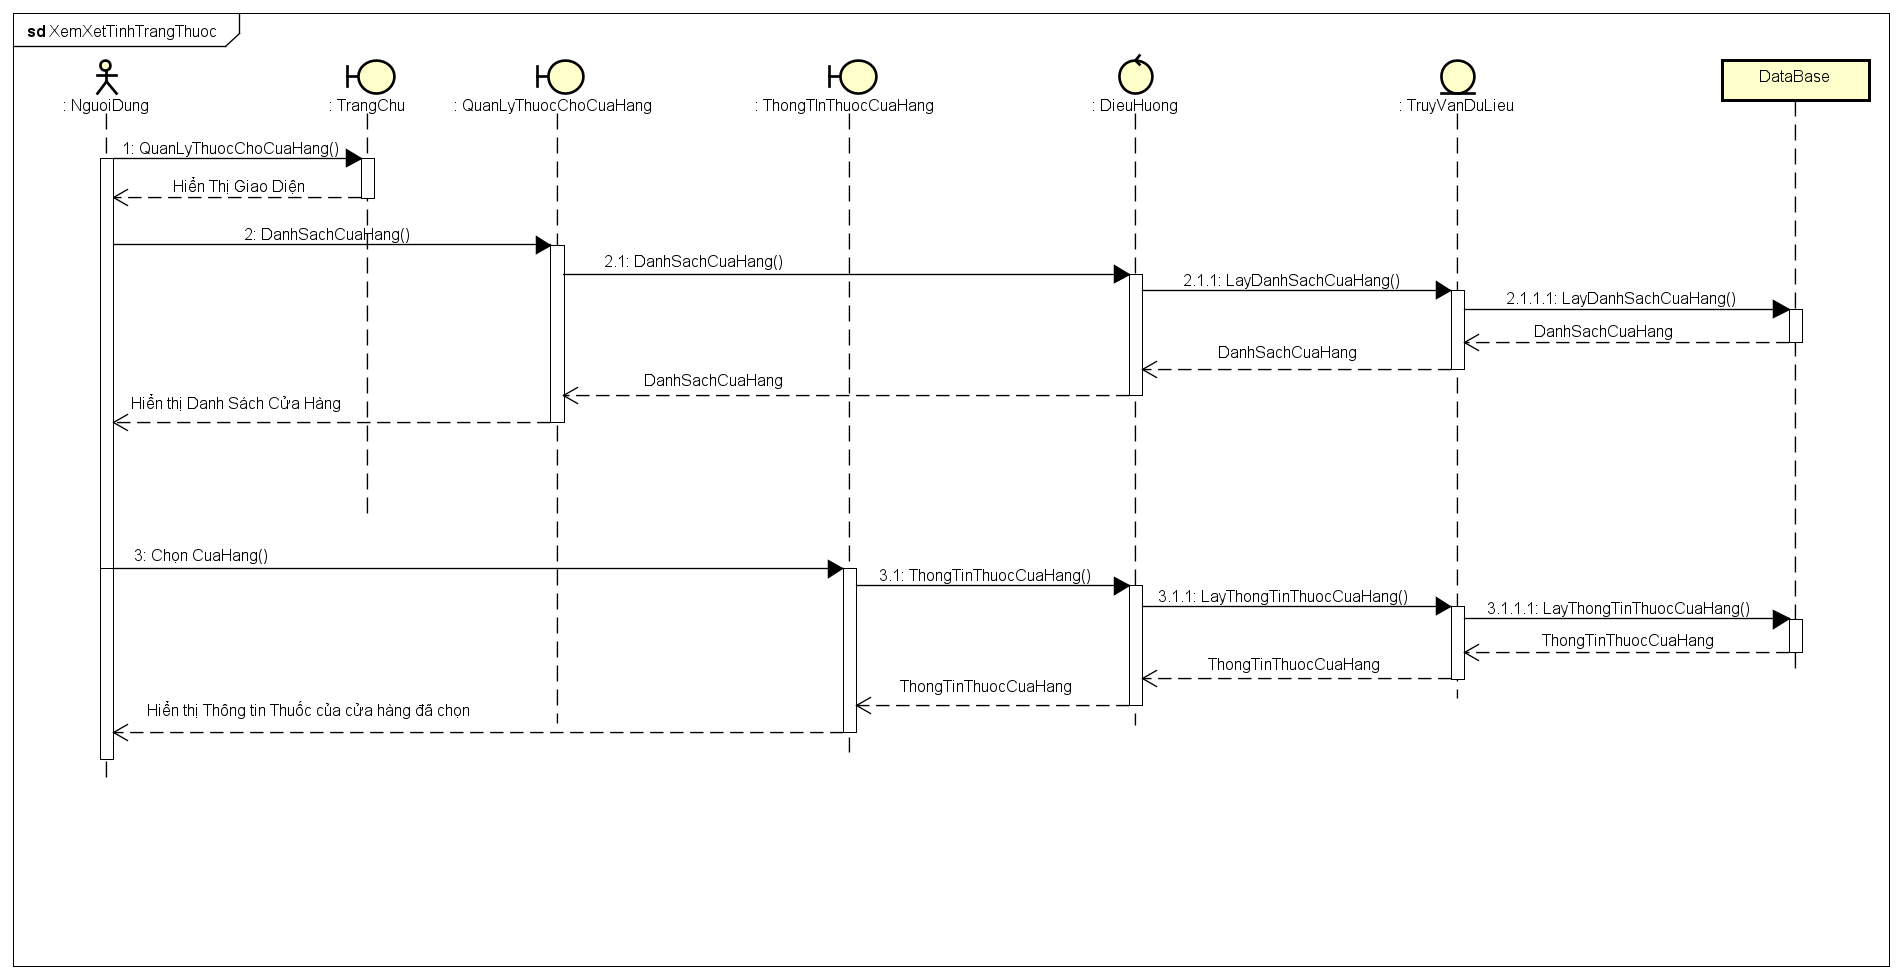 sd XemXetTinhTrangThuoc
: NguoiDung
: TrangChu
: QuanLyThuocChoCuaHang
: ThongTInThuocCuaHang
: DieuHuong
: TruyVanDuLieu
DataBase
1: QuanLyThuocChoCuaHang()
Hiển Thị Giao Diện
2: DanhSachCuaHang()
2.1: DanhSachCuaHang()
2.1.1: LayDanhSachCuaHang()
2.1.1.1: LayDanhSachCuaHang()
DanhSachCuaHang
DanhSachCuaHang
DanhSachCuaHang
Hiển thị Danh Sách Cửa Hàng
3: Chọn CuaHang()
3.1: ThongTinThuocCuaHang()
3.1.1: LayThongTinThuocCuaHang()
3.1.1.1: LayThongTinThuocCuaHang()
ThongTinThuocCuaHang
ThongTinThuocCuaHang
ThongTinThuocCuaHang
Hiển thị Thông tin Thuốc của cửa hàng đã chọn